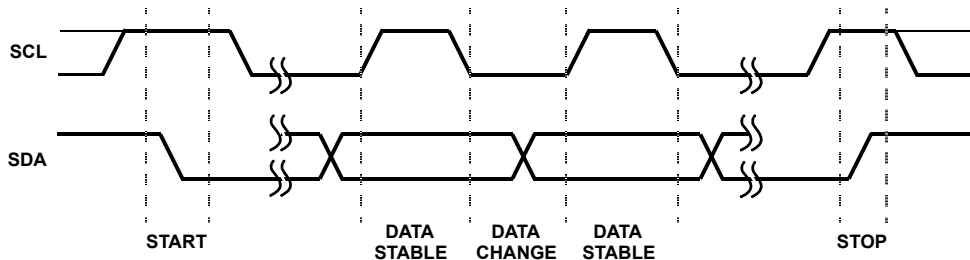 SCL
SDA
START
DATA STABLE
DATA CHANGE
DATA STABLE
STOP